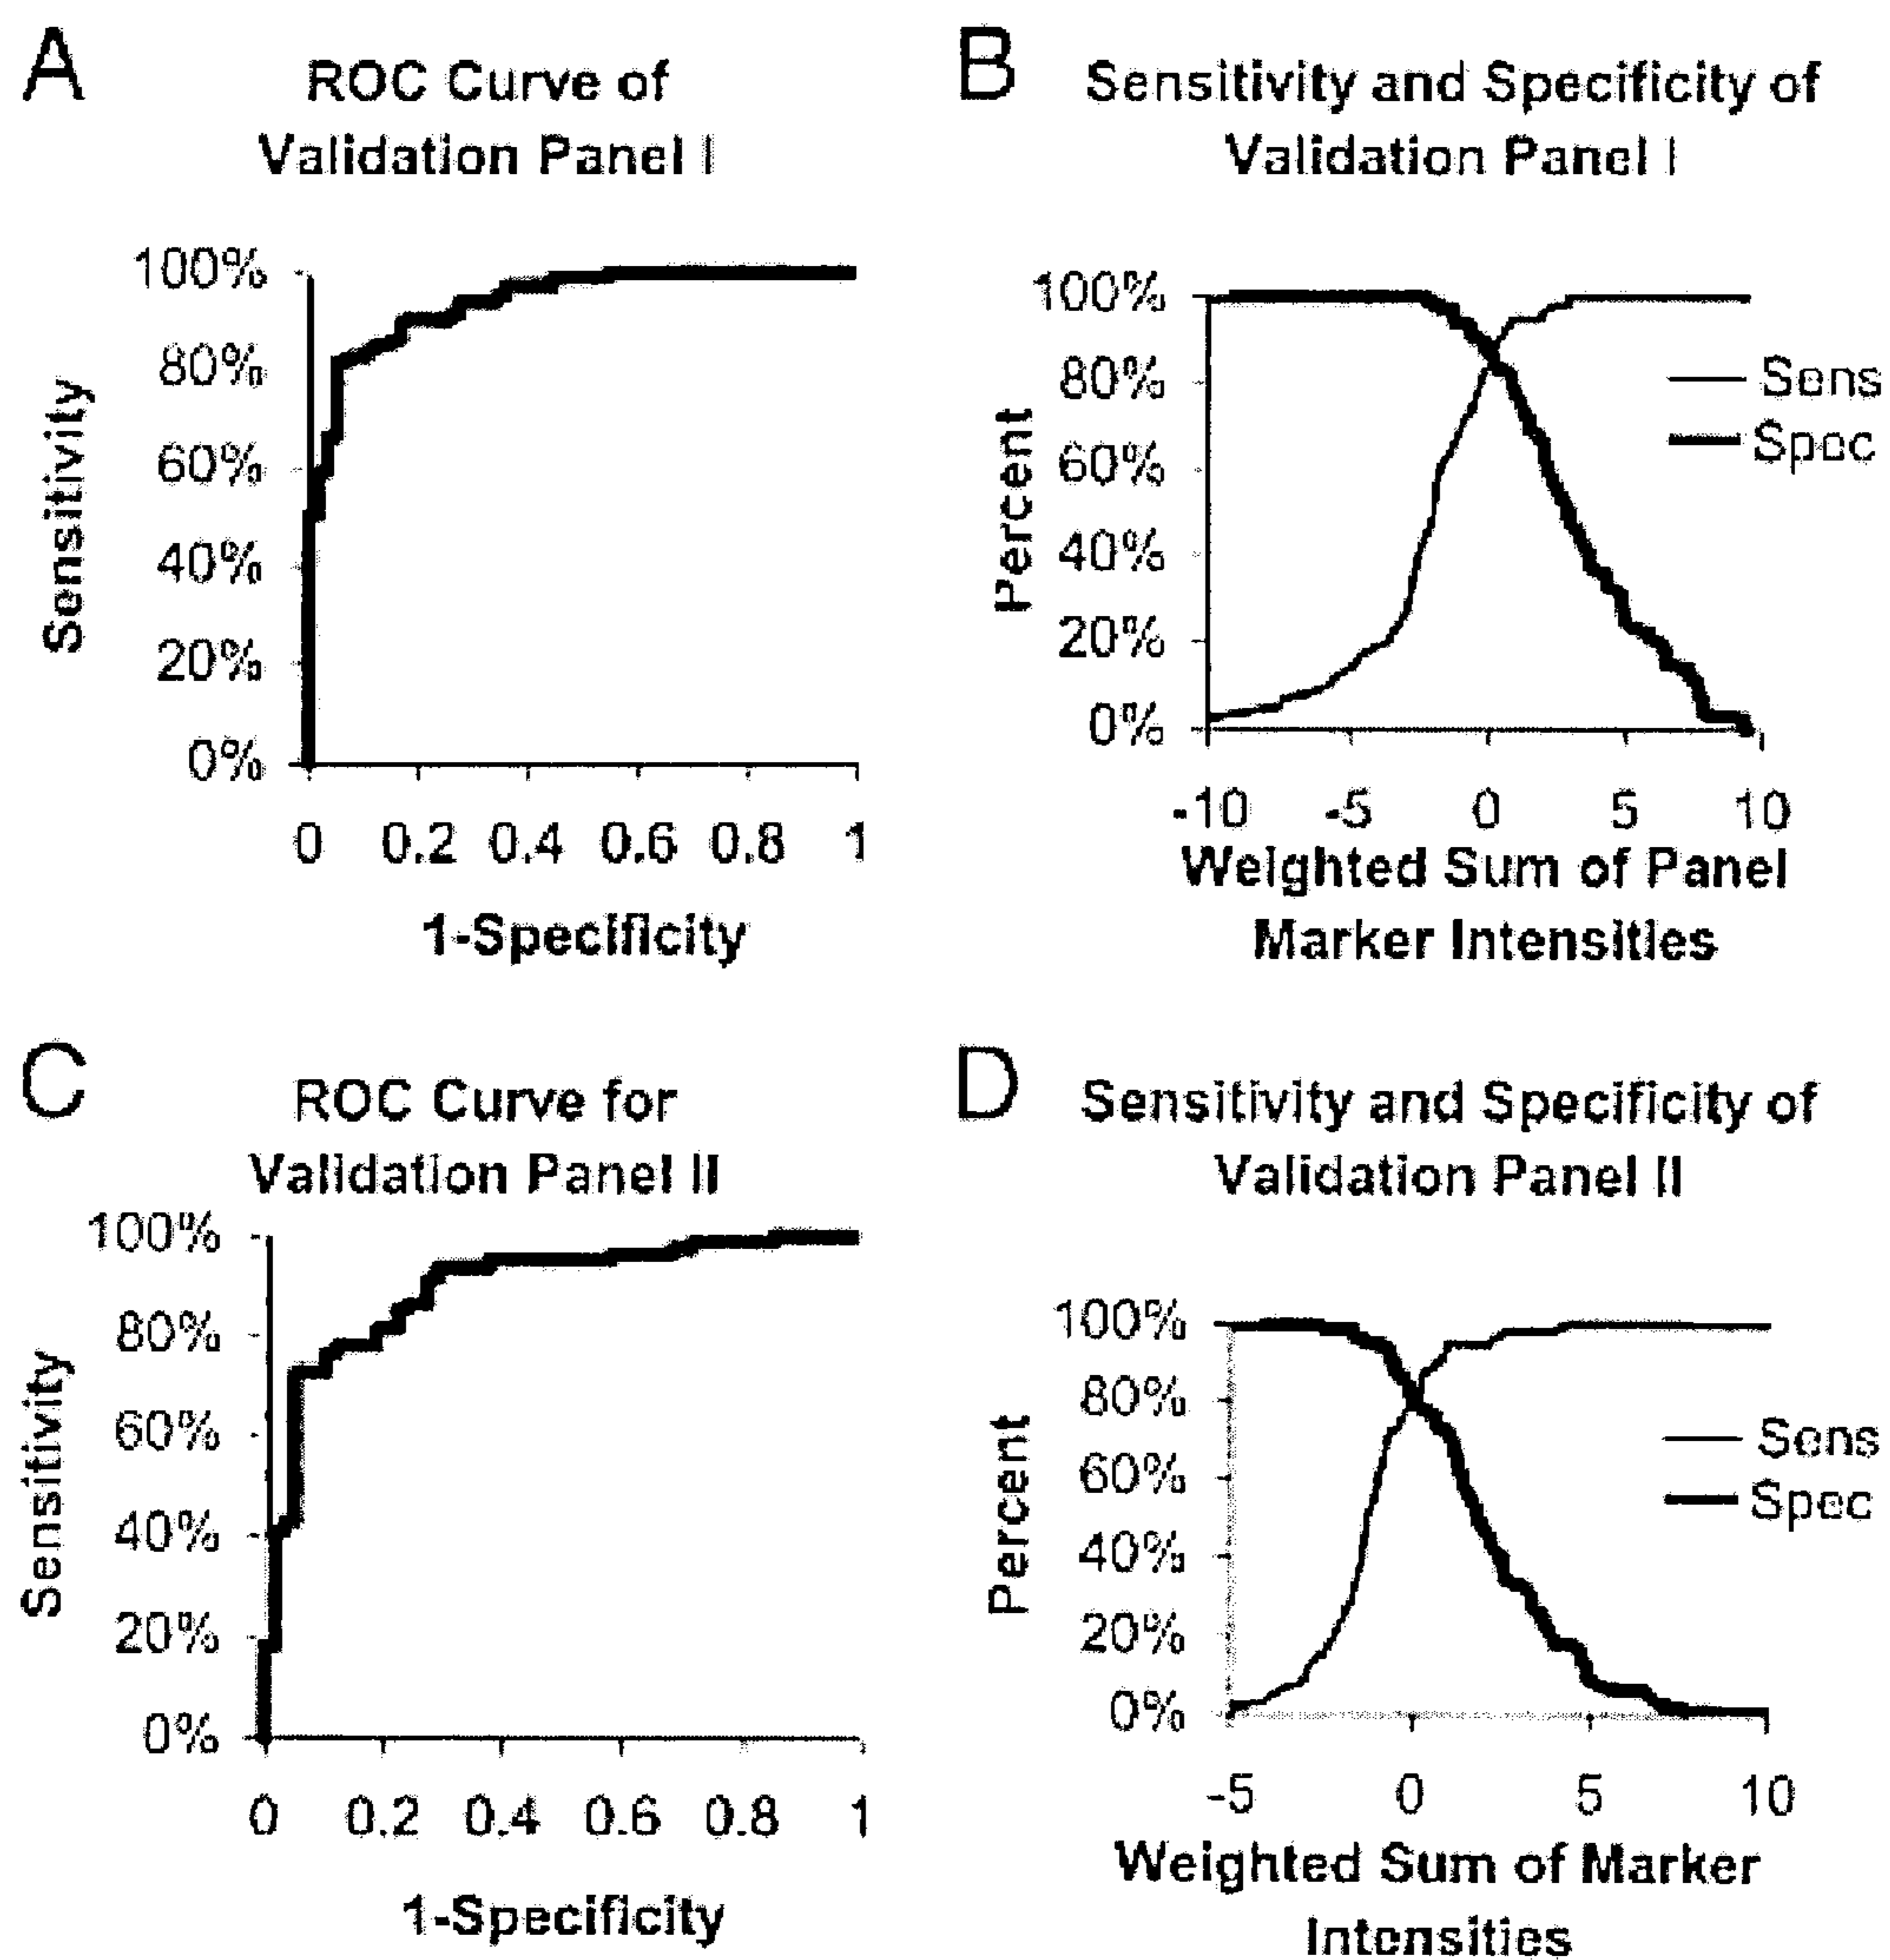 A
ROC Curve of
Validation Panel I
100%
80%
60%
40%
20%
0%
Sensitivity
0 0.2 0.4 0.6 0.8 1
1-Specificity
B
Sensitivity and Specificity of
Validation Panel I
100%
80%
60%
40%
20%
0%
Percent
Sens
Spec
-10 -5 0 5 10
Weighted Sum of Panel
Marker Intensities
C
ROC Curve for
Validation Panel II
100%
80%
60%
40%
20%
0%
Sensitivity
0 0.2 0.4 0.6 0.8 1
1-Specificity
D
Sensitivity and Specificity of
Validation Panel II
100%
80%
60%
40%
20%
0%
Percent
Sens
Spec
-5 0 5 10
Weighted Sum of Marker
Intensities